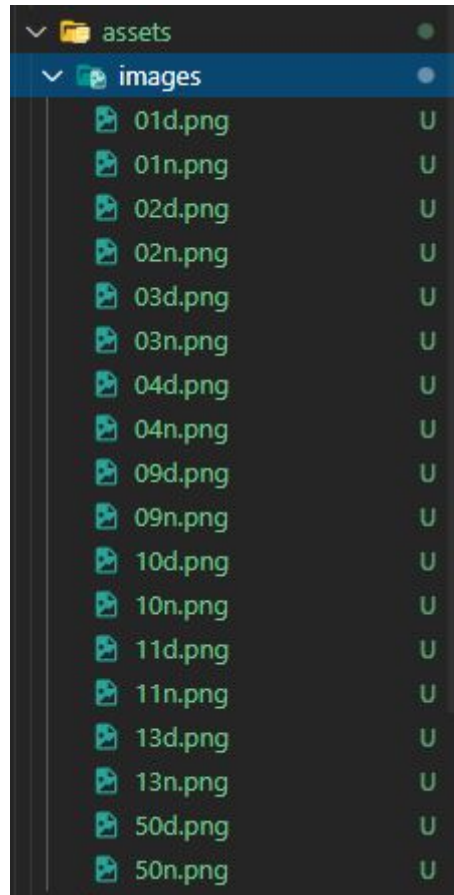 assets
images
01d.png U
01n.png U
02d.png U
02n.png U
03d.png U
03n.png U
04d.png U
04n.png U
09d.png U
09n.png U
10d.png U
10n.png U
11d.png U
11n.png U
13d.png U
13n.png U
50d.png U
50n.png U